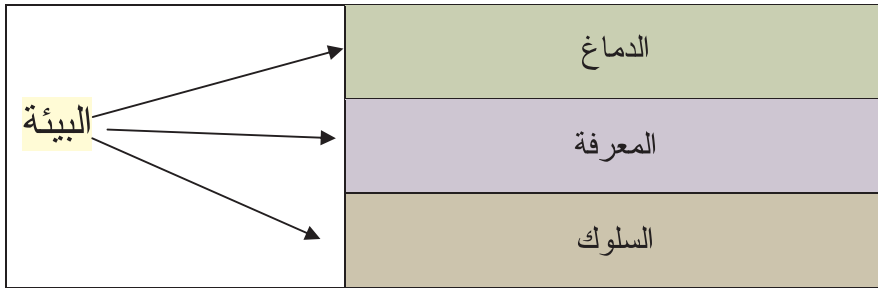 الدماغ
البيئة
المعرفة
السلوك